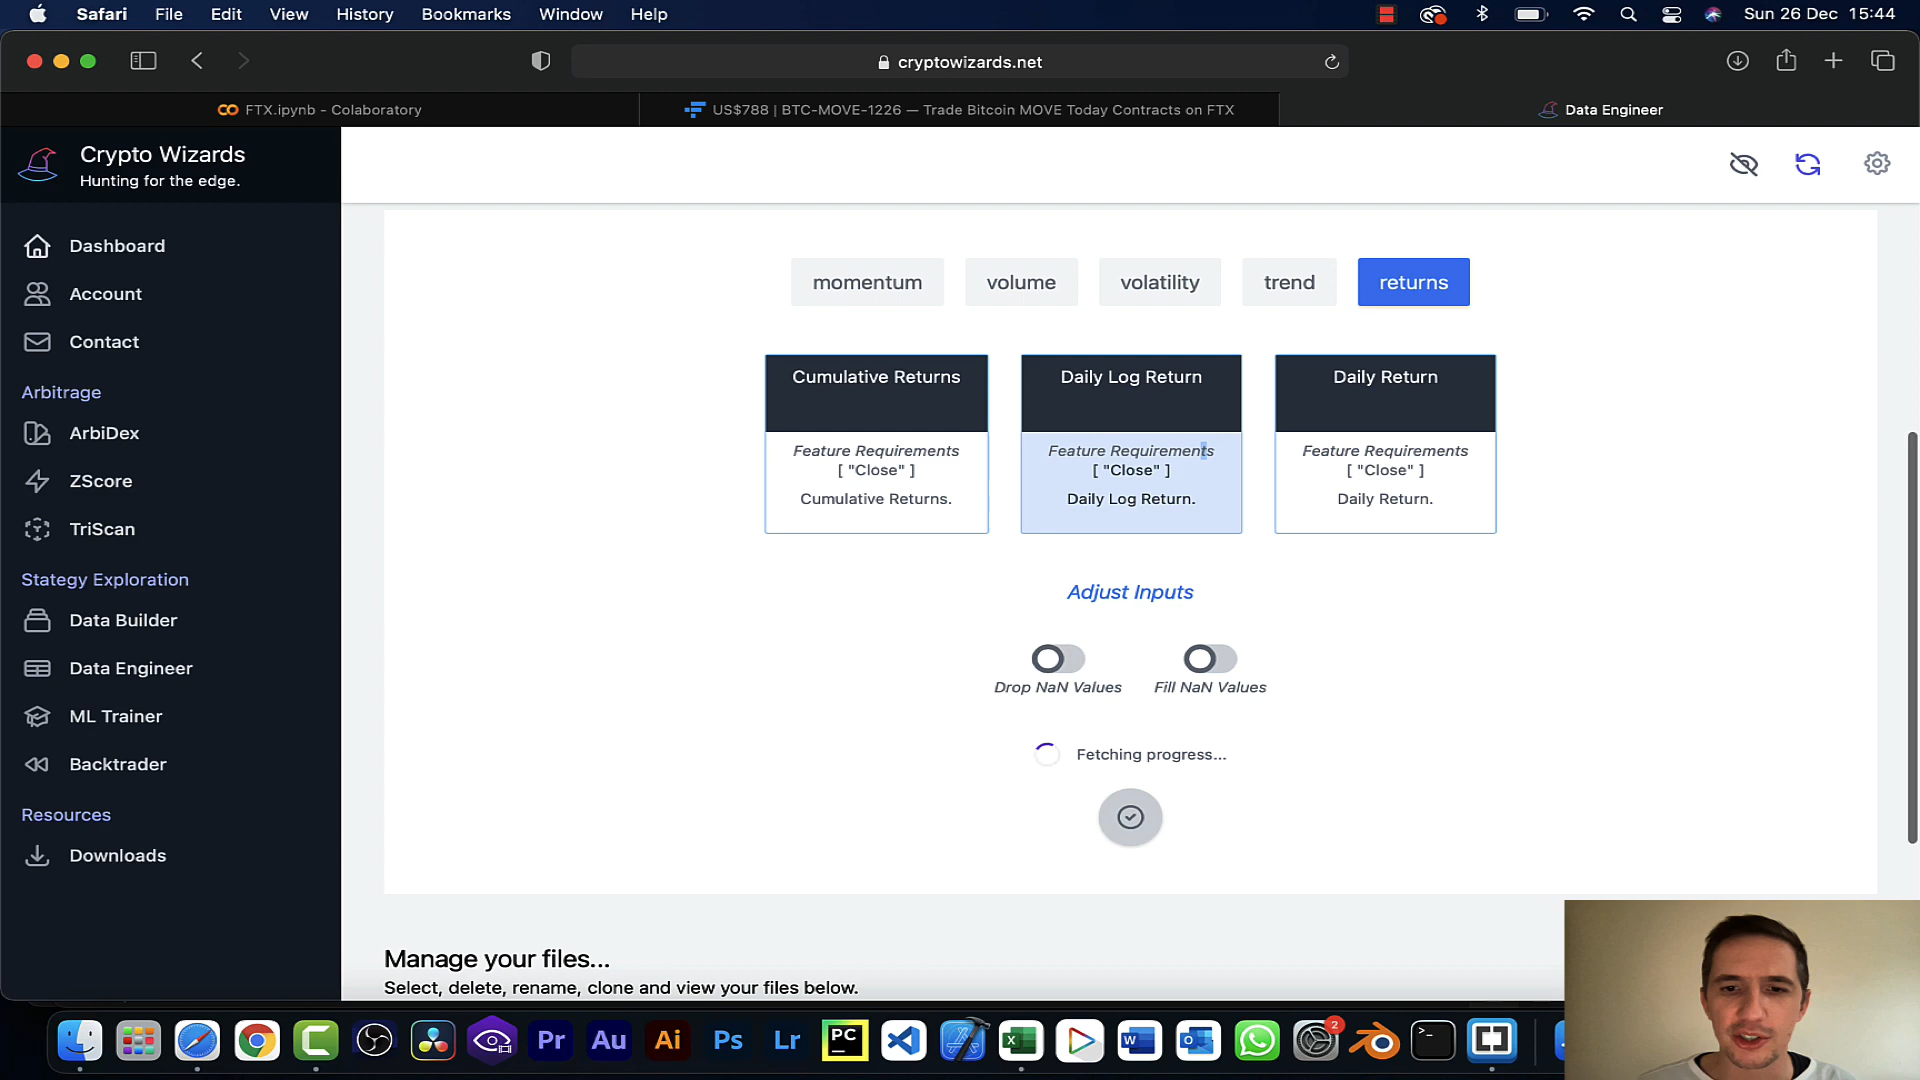 Safari File Edit View History Bookmarks Window Help Sun 26 Dec 15:44
cryptowizards.net
FTX.ipynb - Colaboratory
US$788 | BTC-MOVE-1226 — Trade Bitcoin MOVE Today Contracts on FTX
Data Engineer
Crypto Wizards
Hunting for the edge.
Dashboard
Account
Contact
Arbitrage
ArbiDex
ZScore
TriScan
Stategy Exploration
Data Builder
Data Engineer
ML Trainer
Backtrader
Resources
Downloads
momentum volume volatility trend returns
Cumulative Returns
Feature Requirements
[ "Close" ]
Cumulative Returns.
Daily Log Return
Feature Requirements
[ "Close" ]
Daily Log Return.
Daily Return
Feature Requirements
[ "Close" ]
Daily Return.
Adjust Inputs
Drop NaN Values Fill NaN Values
Fetching progress...
Manage your files...
Select, delete, rename, clone and view your files below.
Pr Au Ai Ps Lr PC W 2 >_